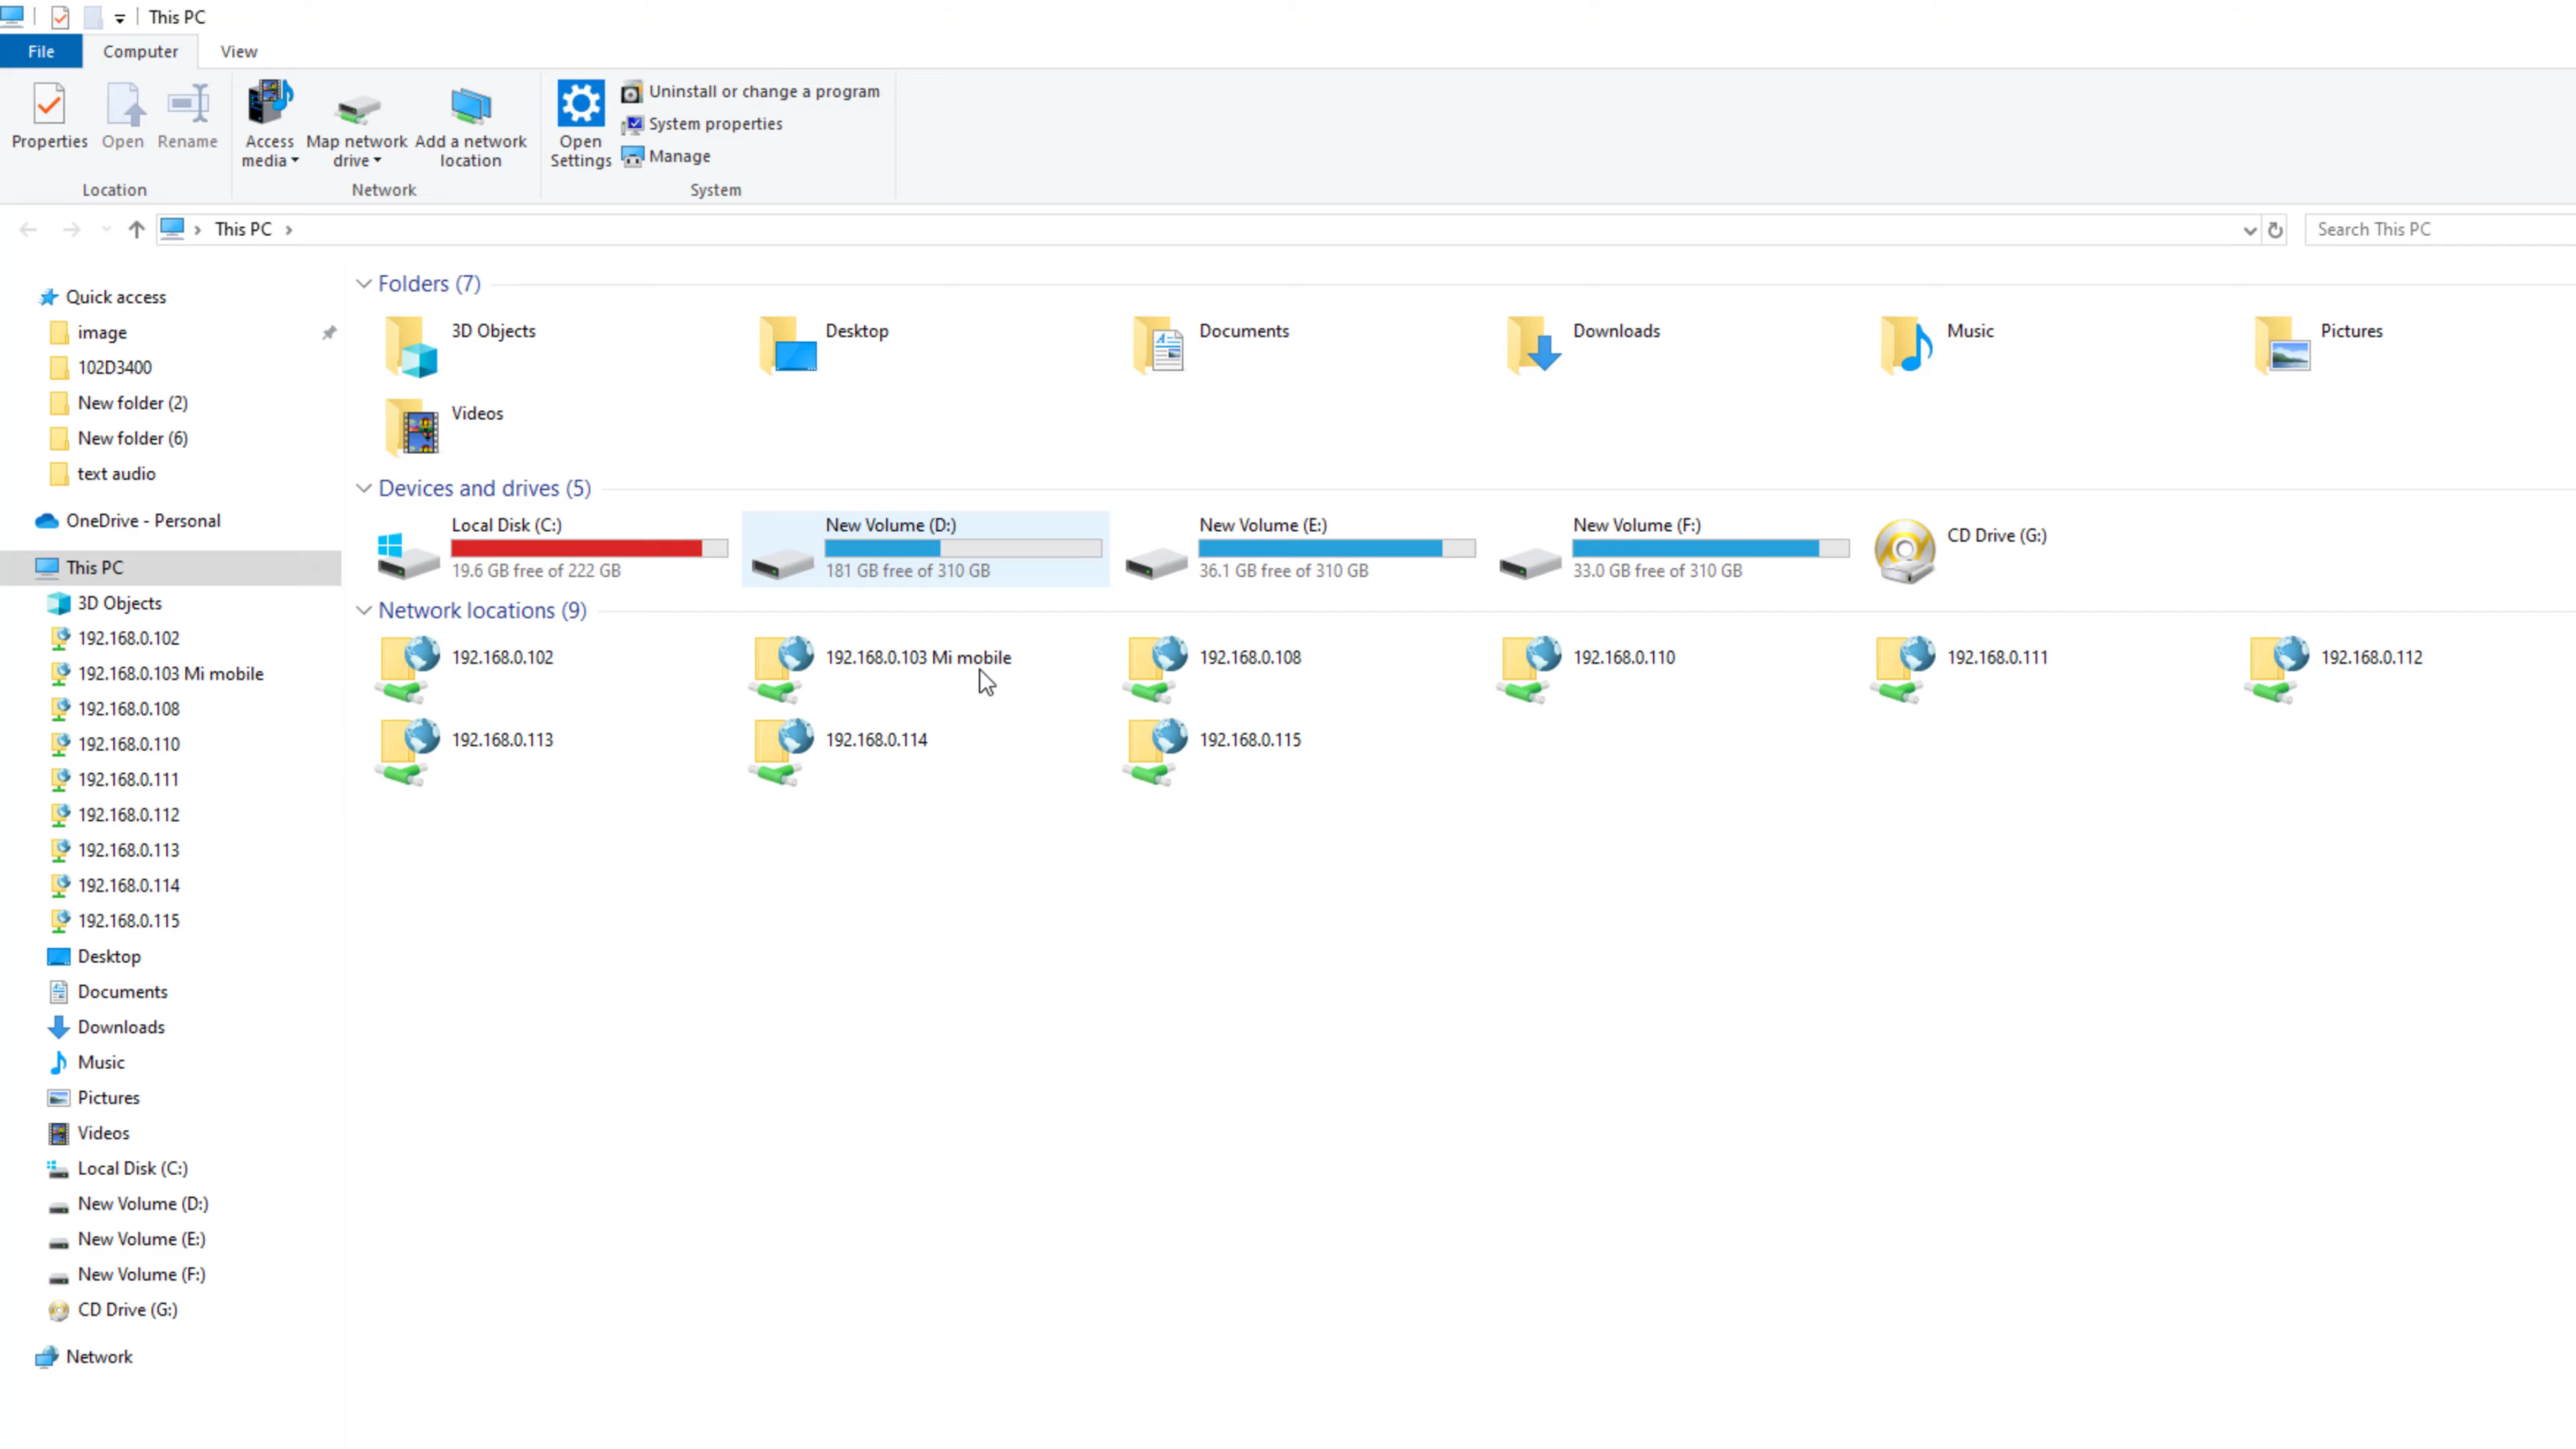 This PC
File Computer View
Properties Open Rename Access media Map network drive Add a network location Open Settings Uninstall or change a program
System properties
Manage
Location Network System
This PC
Search This PC
Quick access
image
102D3400
New folder (2)
New folder (6)
text audio
OneDrive - Personal
This PC
3D Objects
192.168.0.102
192.168.0.103 Mi mobile
192.168.0.108
192.168.0.110
192.168.0.111
192.168.0.112
192.168.0.113
192.168.0.114
192.168.0.115
Desktop
Documents
Downloads
Music
Pictures
Videos
Local Disk (C:)
New Volume (D:)
New Volume (E:)
New Volume (F:)
CD Drive (G:)
Network
Folders (7)
3D Objects Desktop Documents Downloads Music Pictures
Videos
Devices and drives (5)
Local Disk (C:) New Volume (D:) New Volume (E:) New Volume (F:) CD Drive (G:)
19.6 GB free of 222 GB 181 GB free of 310 GB 36.1 GB free of 310 GB 33.0 GB free of 310 GB
Network locations (9)
192.168.0.102 192.168.0.103 Mi mobile 192.168.0.108 192.168.0.110 192.168.0.111 192.168.0.112
192.168.0.113 192.168.0.114 192.168.0.115